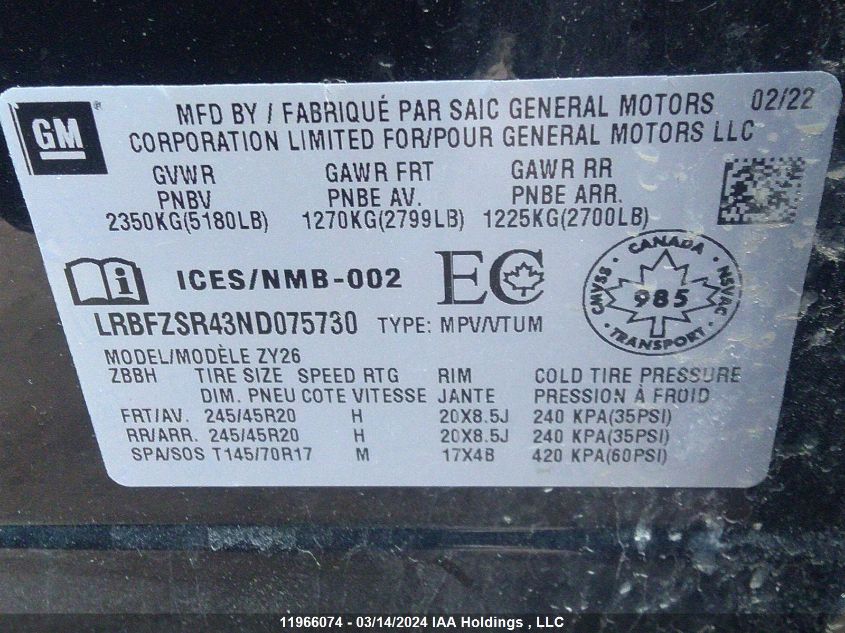 GM
MFD BY / FABRIQUÉ PAR SAIC GENERAL MOTORS 02/22
CORPORATION LIMITED FOR/POUR GENERAL MOTORS LLC
GVWR GAWR FRT GAWR RR
PNBV PNBE AV. PNBE ARR.
2350KG(5180LB) 1270KG(2799LB) 1225KG(2700LB)
i ICES/NMB-002 EC
CANADA
CMVSS 985 NSVAC
TRANSPORT
LRBFZSR43ND075730 TYPE: MPV/VTUM
MODEL/MODÈLE ZY26
ZBBH TIRE SIZE SPEED RTG RIM COLD TIRE PRESSURE
DIM. PNEU COTE VITESSE JANTE PRESSION À FROID
FRT/AV. 245/45R20 H 20X8.5J 240 KPA(35PSI)
RR/ARR. 245/45R20 H 20X8.5J 240 KPA(35PSI)
SPA/SOS T145/70R17 M 17X4B 420 KPA(60PSI)
11966074 - 03/14/2024 IAA Holdings , LLC